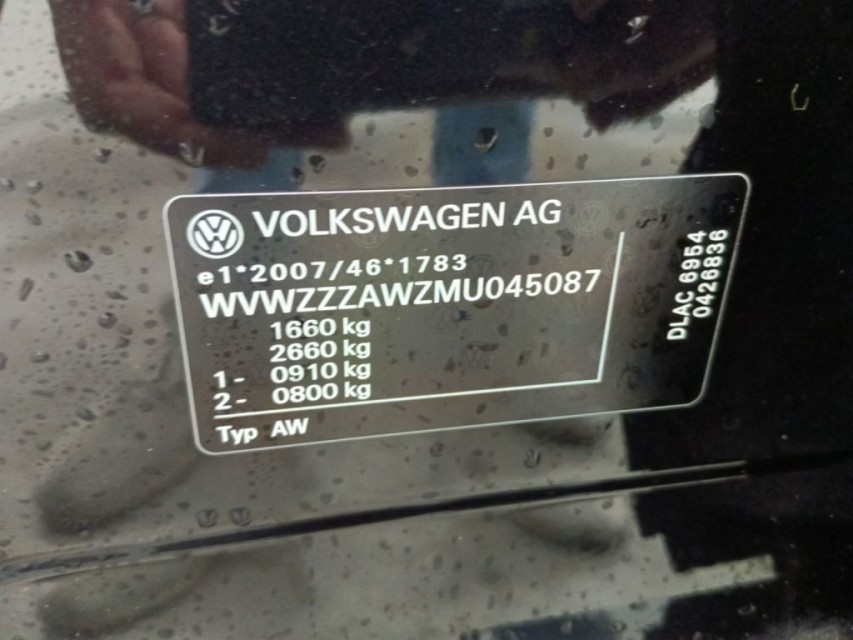 VOLKSWAGEN AG
e1*2007/46*1783
WVWZZZAWZMU045087
1660 kg
2660 kg
1- 0910 kg
2- 0800 kg
Typ AW
DLAC 6954
0426836